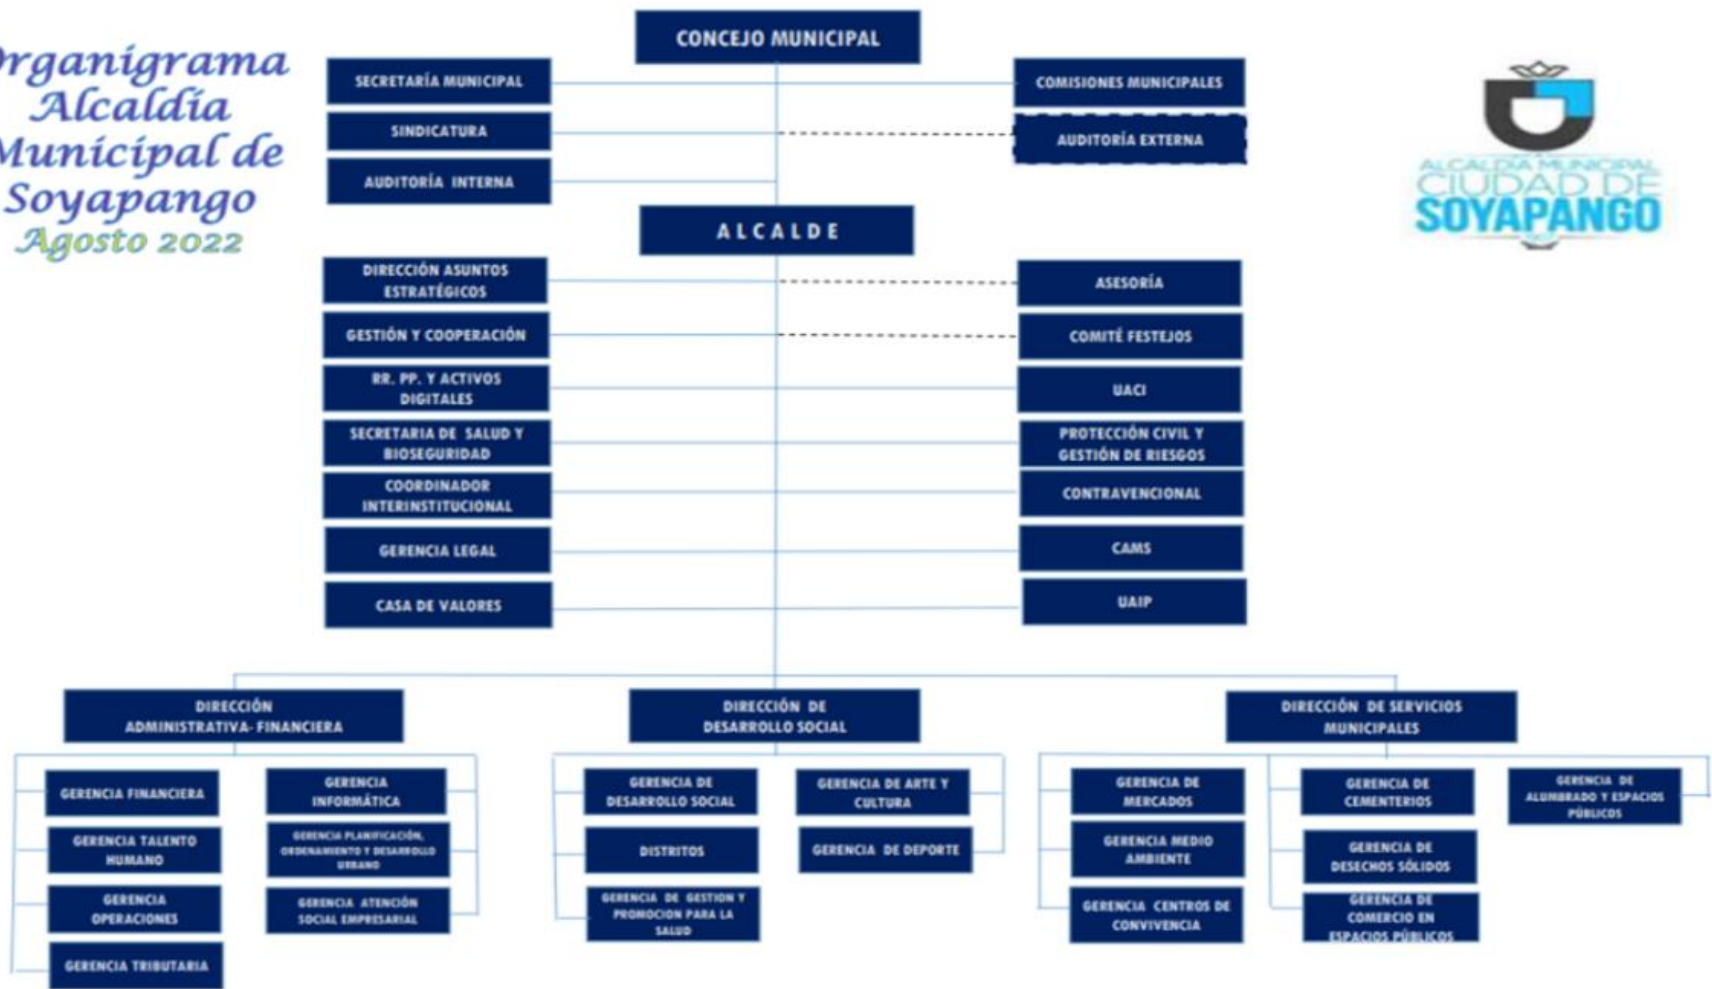 Organigrama
Alcaldía
Municipal de
Soyapango
Agosto 2022
CONCEJO MUNICIPAL
SECRETARÍA MUNICIPAL
COMISIONES MUNICIPALES
SINDICATURA
AUDITORÍA EXTERNA
AUDITORÍA INTERNA
ALCALDÍA MUNICIPAL
CIUDAD DE
SOYAPANGO
ALCALDE
DIRECCIÓN ASUNTOS
ESTRATÉGICOS
ASESORÍA
GESTIÓN Y COOPERACIÓN
COMITÉ FESTEJOS
RR. PP. Y ACTIVOS
DIGITALES
UACI
SECRETARIA DE SALUD Y
BIOSEGURIDAD
PROTECCIÓN CIVIL Y
GESTIÓN DE RIESGOS
COORDINADOR
INTERINSTITUCIONAL
CONTRAVENCIONAL
GERENCIA LEGAL
CAMS
CASA DE VALORES
UAIP
DIRECCIÓN
ADMINISTRATIVA- FINANCIERA
GERENCIA FINANCIERA
GERENCIA TALENTO
HUMANO
GERENCIA
OPERACIONES
GERENCIA TRIBUTARIA
GERENCIA
INFORMÁTICA
GERENCIA PLANIFICACIÓN,
ORDENAMIENTO Y DESARROLLO
URBANO
GERENCIA ATENCIÓN
SOCIAL EMPRESARIAL
DIRECCIÓN DE
DESARROLLO SOCIAL
GERENCIA DE
DESARROLLO SOCIAL
DISTRITOS
GERENCIA DE GESTION Y
PROMOCION PARA LA
SALUD
GERENCIA DE ARTE Y
CULTURA
GERENCIA DE DEPORTE
DIRECCIÓN DE SERVICIOS
MUNICIPALES
GERENCIA DE
MERCADOS
GERENCIA MEDIO
AMBIENTE
GERENCIA CENTROS DE
CONVIVENCIA
GERENCIA DE
CEMENTERIOS
GERENCIA DE
DESECHOS SÓLIDOS
GERENCIA DE
COMERCIO EN
ESPACIOS PÚBLICOS
GERENCIA DE
ALUMBRADO Y ESPACIOS
PÚBLICOS